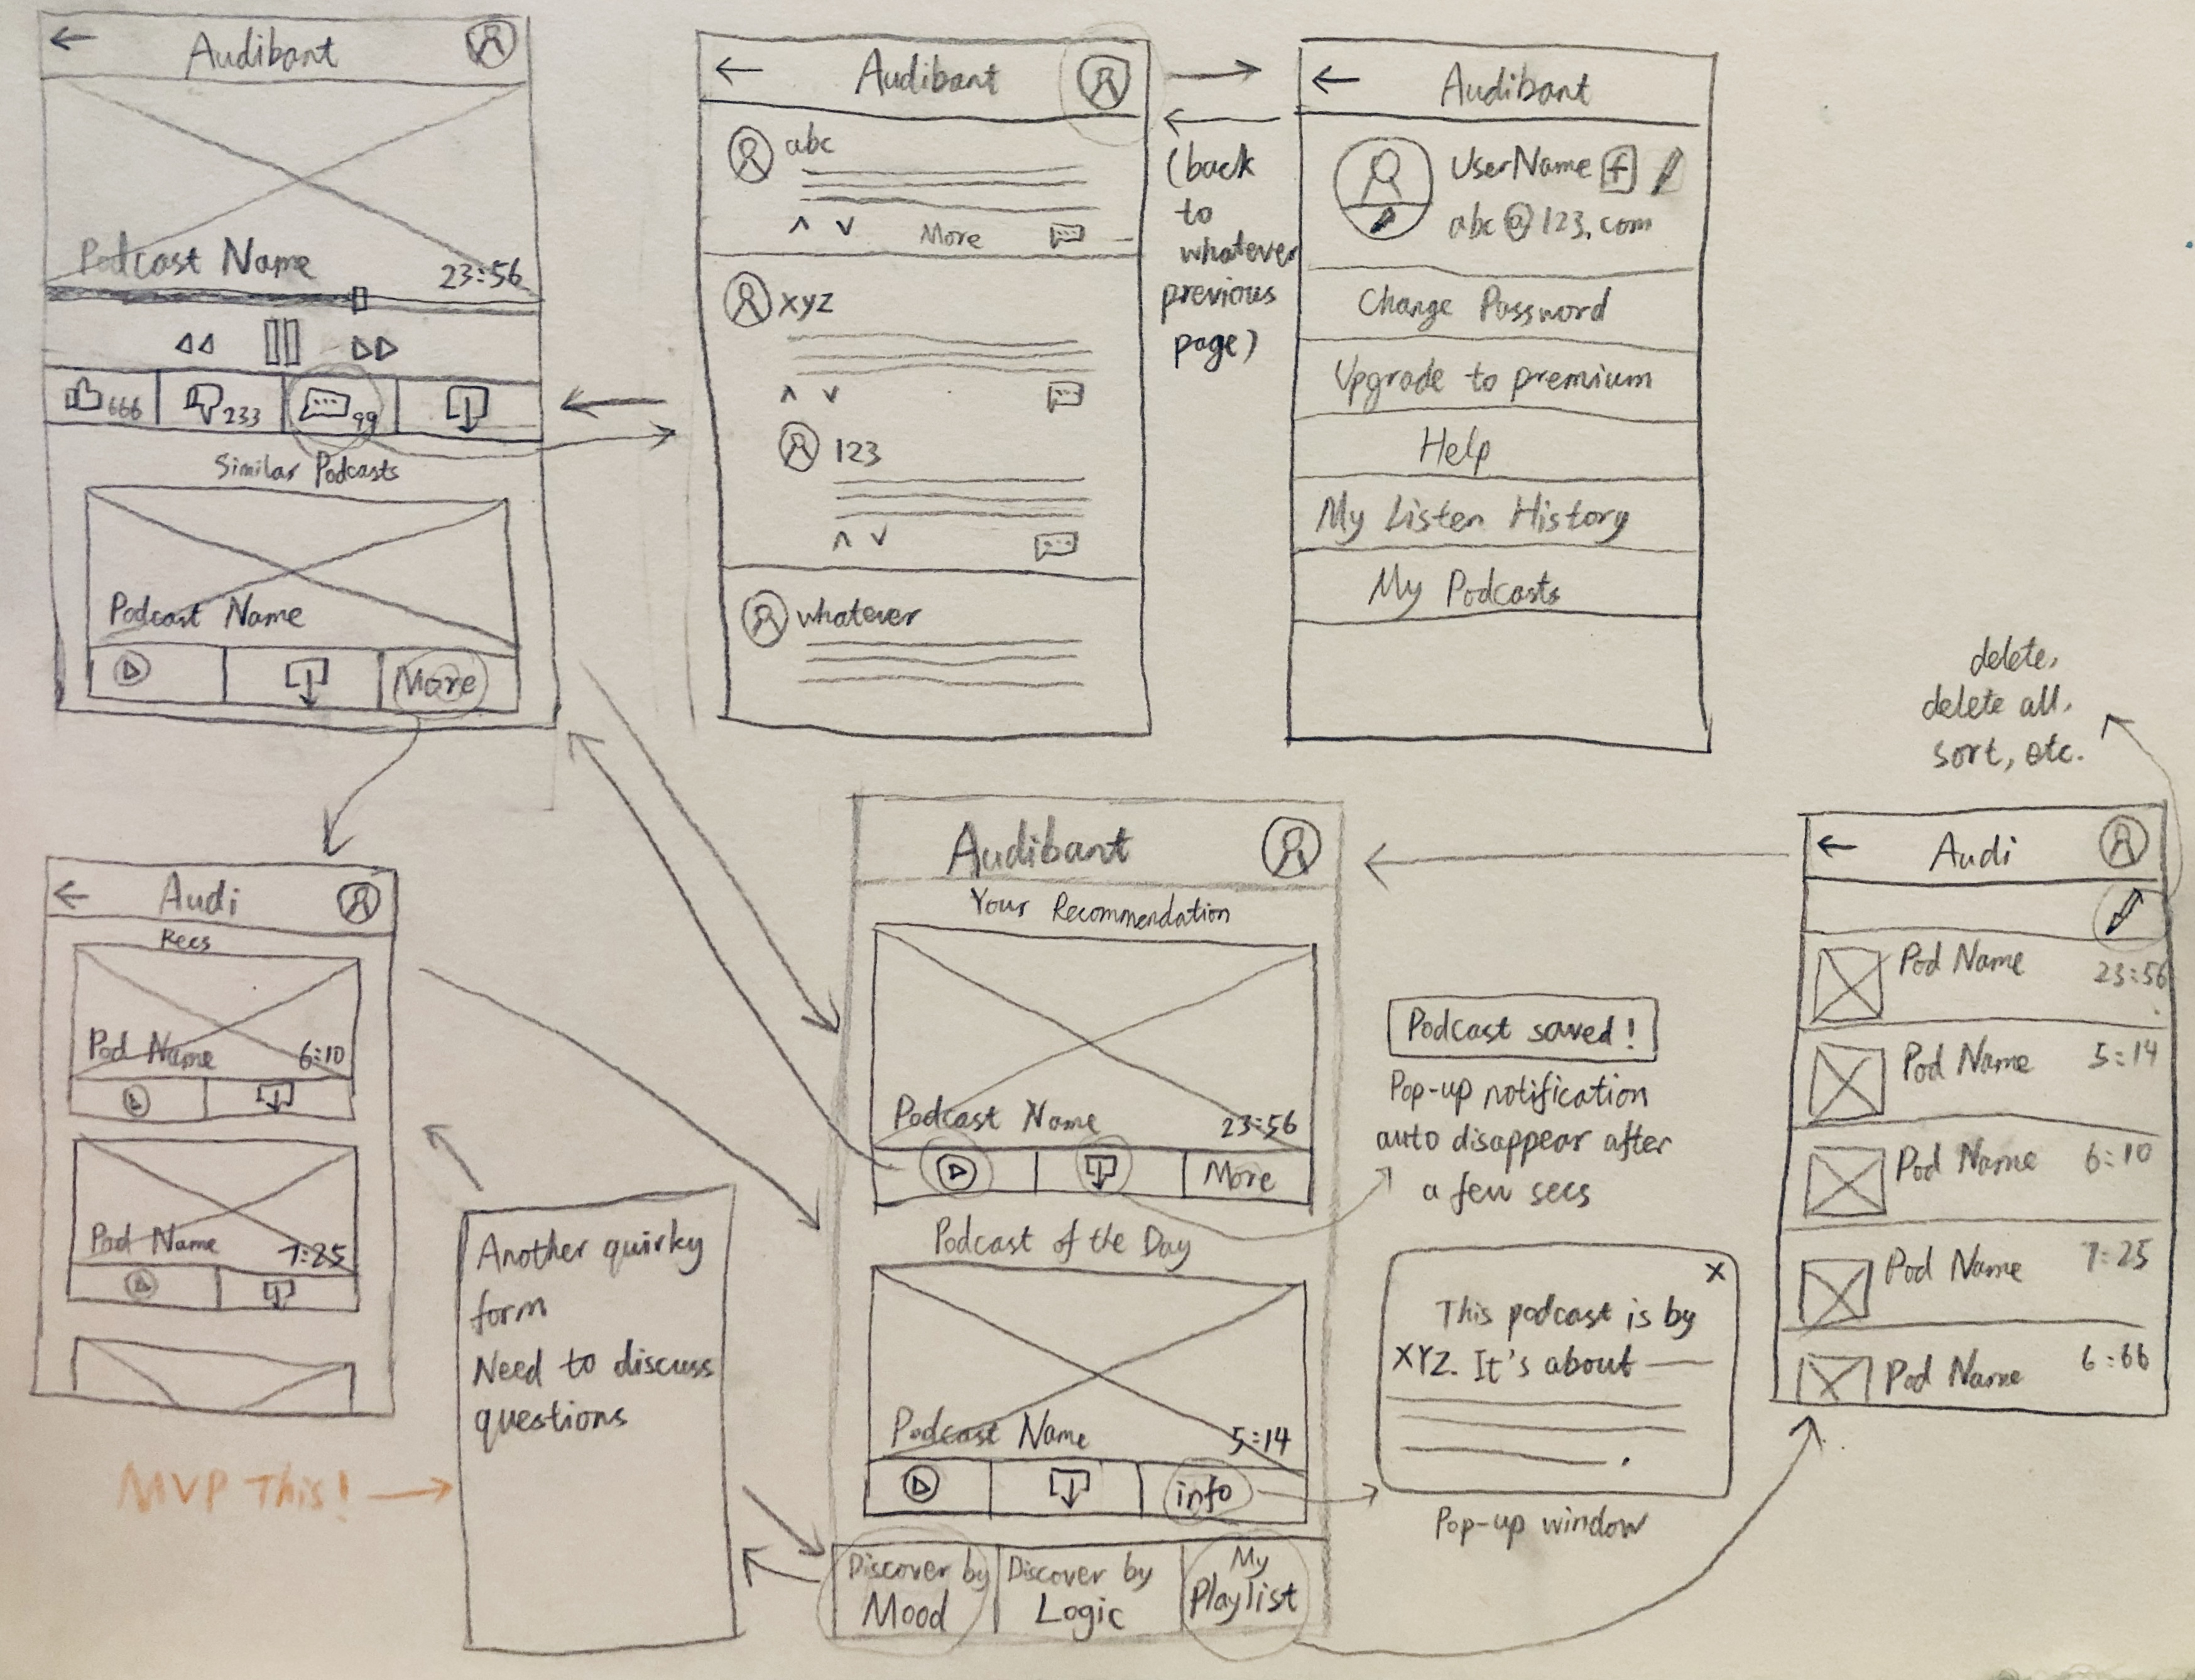 Audibant
Podcast Name
23:56
666
233
99
Similar Podcasts
Podcast Name
More
Audibant
abc
More
xyz
123
whatever
(back
to
whatever
previous
page)
Audibant
UserName
abc@123.com
Change Password
Upgrade to premium
Help
My Listen History
My Podcasts
delete,
delete all,
sort, etc.
Audi
Recs
Pod Name 6:10
Pod Name 7:25
MVP This!
Another quirky
form
Need to discuss
questions
Audibant
Your Recommendation
Podcast Name 23:56
More
Podcast of the Day
Podcast Name 5:14
info
Discover by
Mood
Discover by
Logic
My
Playlist
Podcast saved!
Pop-up notification
auto disappear after
a few secs
X
This podcast is by
XYZ. It's about
.
Pop-up window
Audi
Pod Name 23:56
Pod Name 5:14
Pod Name 6:10
Pod Name 7:25
Pod Name 6:66